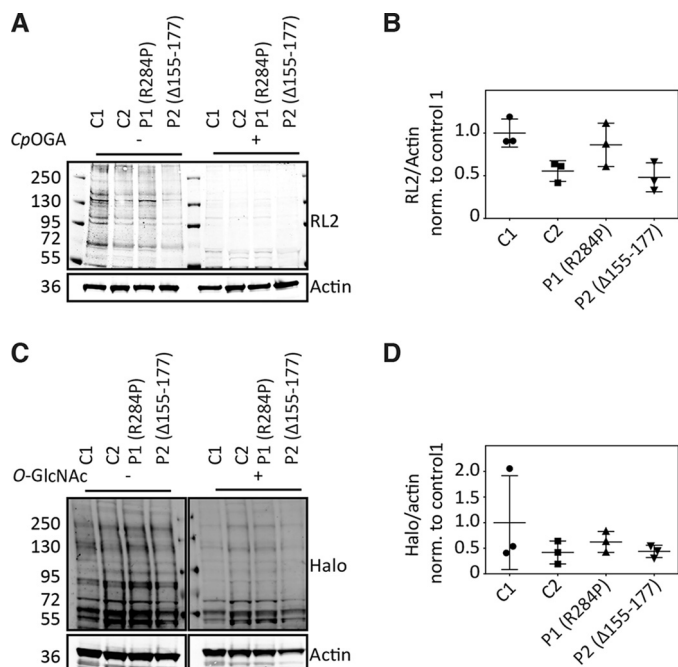 A
C1
C2
P1 (R284P)
P2 (Δ155-177)
C1
C2
P1 (R284P)
P2 (Δ155-177)
CpOGA
-
+
250
130
95
72
55
RL2
36
Actin
B
RL2/Actin
norm. to control 1
1.0
0.5
0
C1
C2
P1 (R284P)
P2 (Δ155-177)
C
C1
C2
P1 (R284P)
P2 (Δ155-177)
C1
C2
P1 (R284P)
P2 (Δ155-177)
O-GlcNAc
-
+
250
130
95
72
55
Halo
36
Actin
D
Halo/actin
norm. to control1
2.0
1.5
1.0
0.5
0
C1
C2
P1 (R284P)
P2 (Δ155-177)